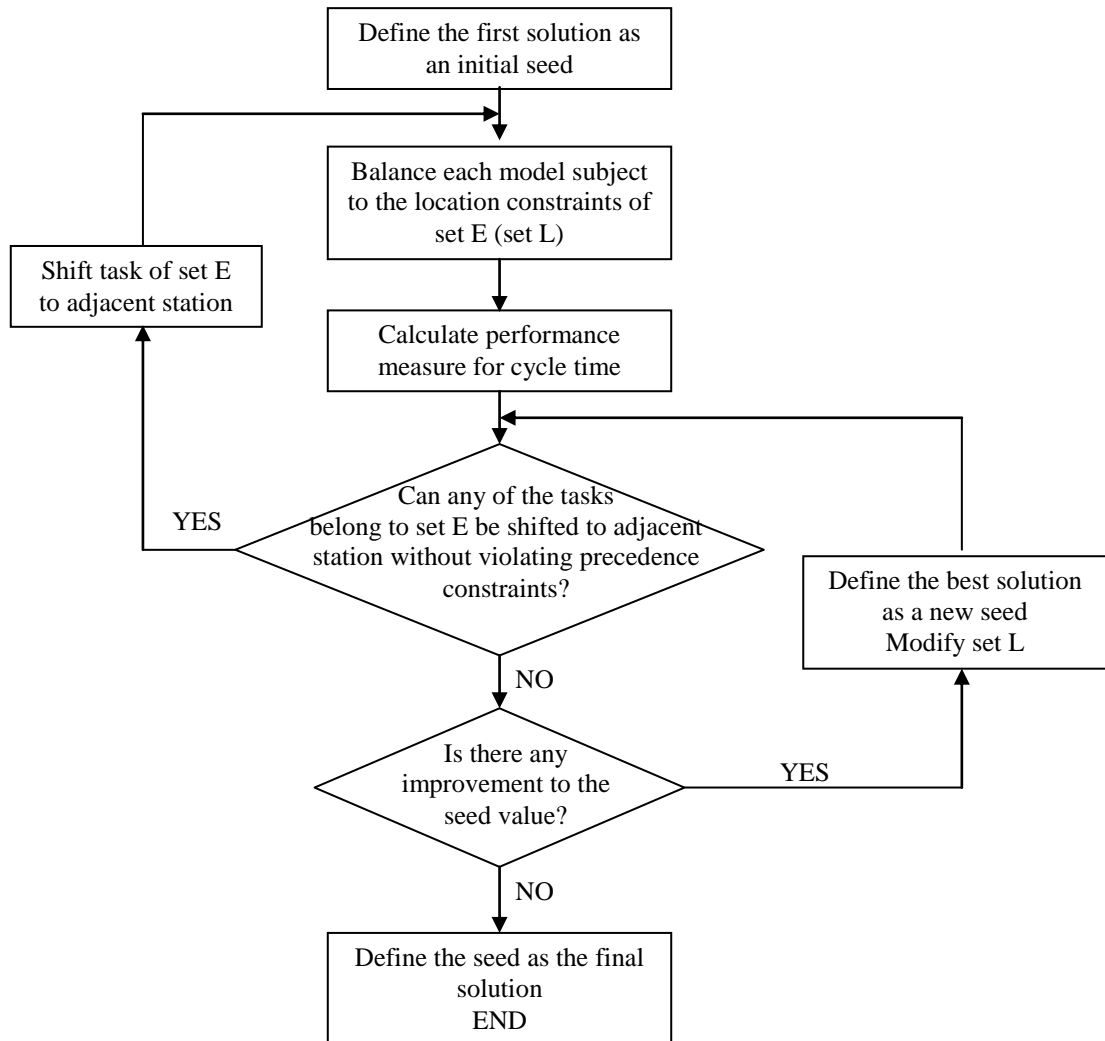 Define the first solution as
an initial seed
Balance each model subject
to the location constraints of
set E (set L)
Shift task of set E
to adjacent station
Calculate performance
measure for cycle time
Can any of the tasks
belong to set E be shifted to adjacent
station without violating precedence
constraints?
YES
Define the best solution
as a new seed
Modify set L
NO
Is there any
improvement to the
seed value?
YES
NO
Define the seed as the final
solution
END